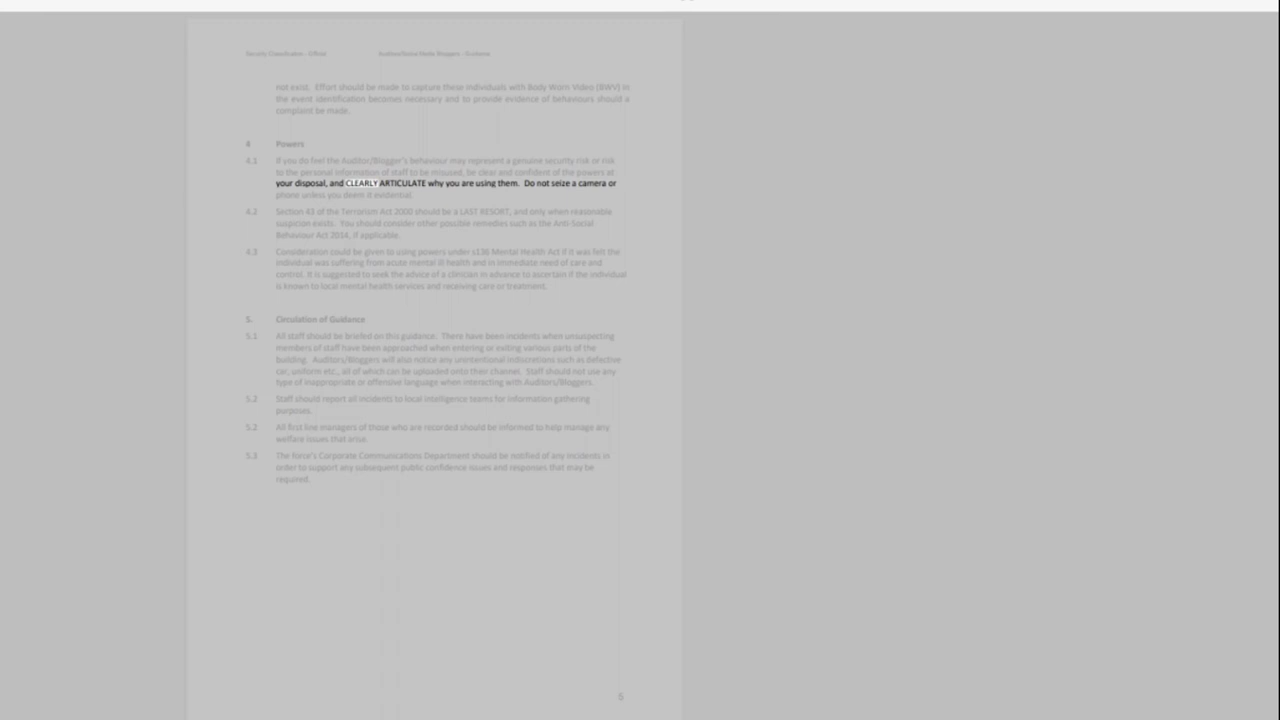 Security Classification - Official Auditors/Social Media Bloggers - Guidance
not exist. Effort should be made to capture these individuals with Body Worn Video (BWV) in
the event identification becomes necessary and to provide evidence of behaviours should a
complaint be made.
4 Powers
4.1 If you do feel the Auditor/Blogger's behaviour may represent a genuine security risk or risk
to the personal information of staff to be misused, be clear and confident of the powers at
your disposal, and CLEARLY ARTICULATE why you are using them. Do not seize a camera or
phone unless you deem it evidential.
4.2 Section 43 of the Terrorism Act 2000 should be a LAST RESORT, and only when reasonable
suspicion exists. You should consider other possible remedies such as the Anti-Social
Behaviour Act 2014, if applicable.
4.3 Consideration could be given to using powers under s136 Mental Health Act if it was felt the
individual was suffering from acute mental ill health and in immediate need of care and
control. It is suggested to seek the advice of a clinician in advance to ascertain if the individual
is known to local mental health services and receiving care or treatment.
5. Circulation of Guidance
5.1 All staff should be briefed on this guidance. There have been incidents when unsuspecting
members of staff have been approached when entering or exiting various parts of the
building. Auditors/Bloggers will also notice any unintentional indiscretions such as defective
car, uniform etc., all of which can be uploaded onto their channel. Staff should not use any
type of inappropriate or offensive language when interacting with Auditors/Bloggers.
5.2 Staff should report all incidents to local intelligence teams for information gathering
purposes.
5.2 All first line managers of those who are recorded should be informed to help manage any
welfare issues that arise.
5.3 The force's Corporate Communications Department should be notified of any incidents in
order to support any subsequent public confidence issues and responses that may be
required.
5